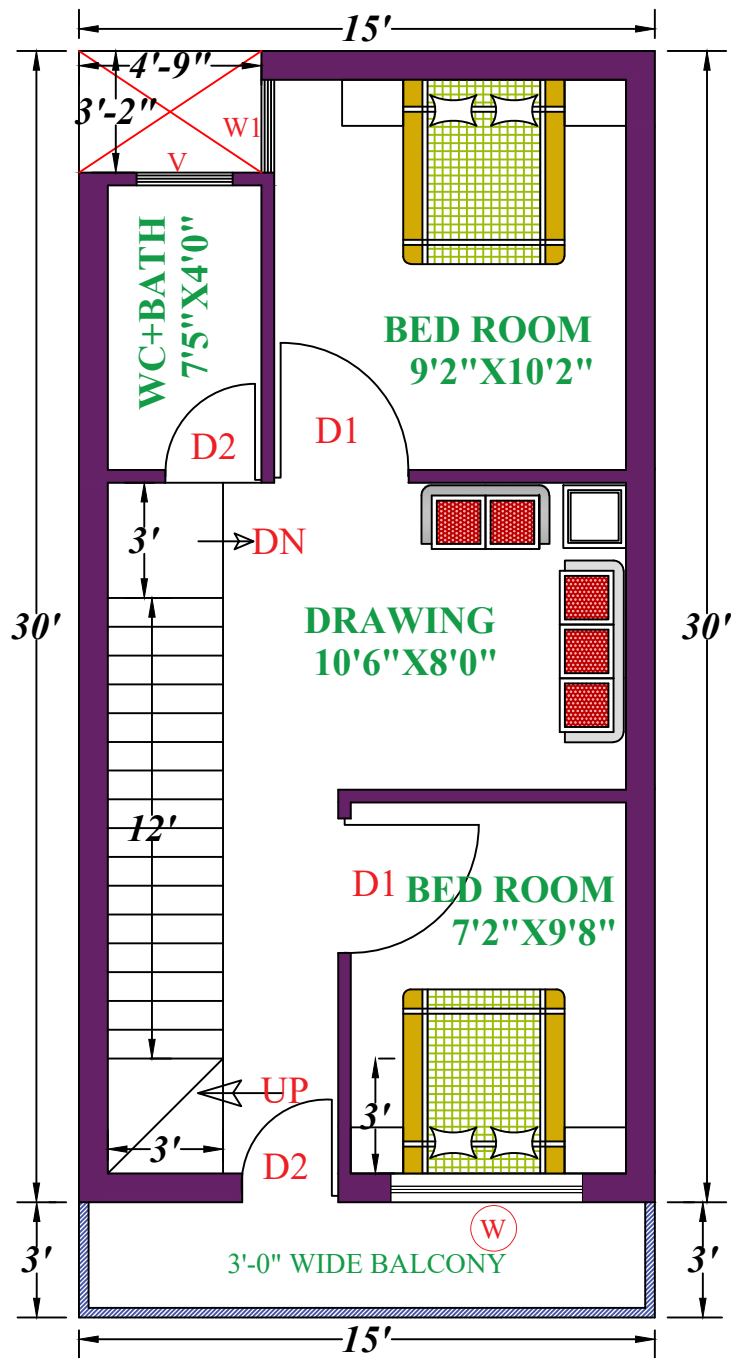 15'
4'-9"
3'-2"
W1
V
WC+BATH
7'5"X4'0"
BED ROOM
9'2"X10'2"
D2
D1
3'
DN
30'
30'
DRAWING
10'6"X8'0"
12'
D1
BED ROOM
7'2"X9'8"
UP
3'
3'
D2
W
3'
3'-0" WIDE BALCONY
3'
15'